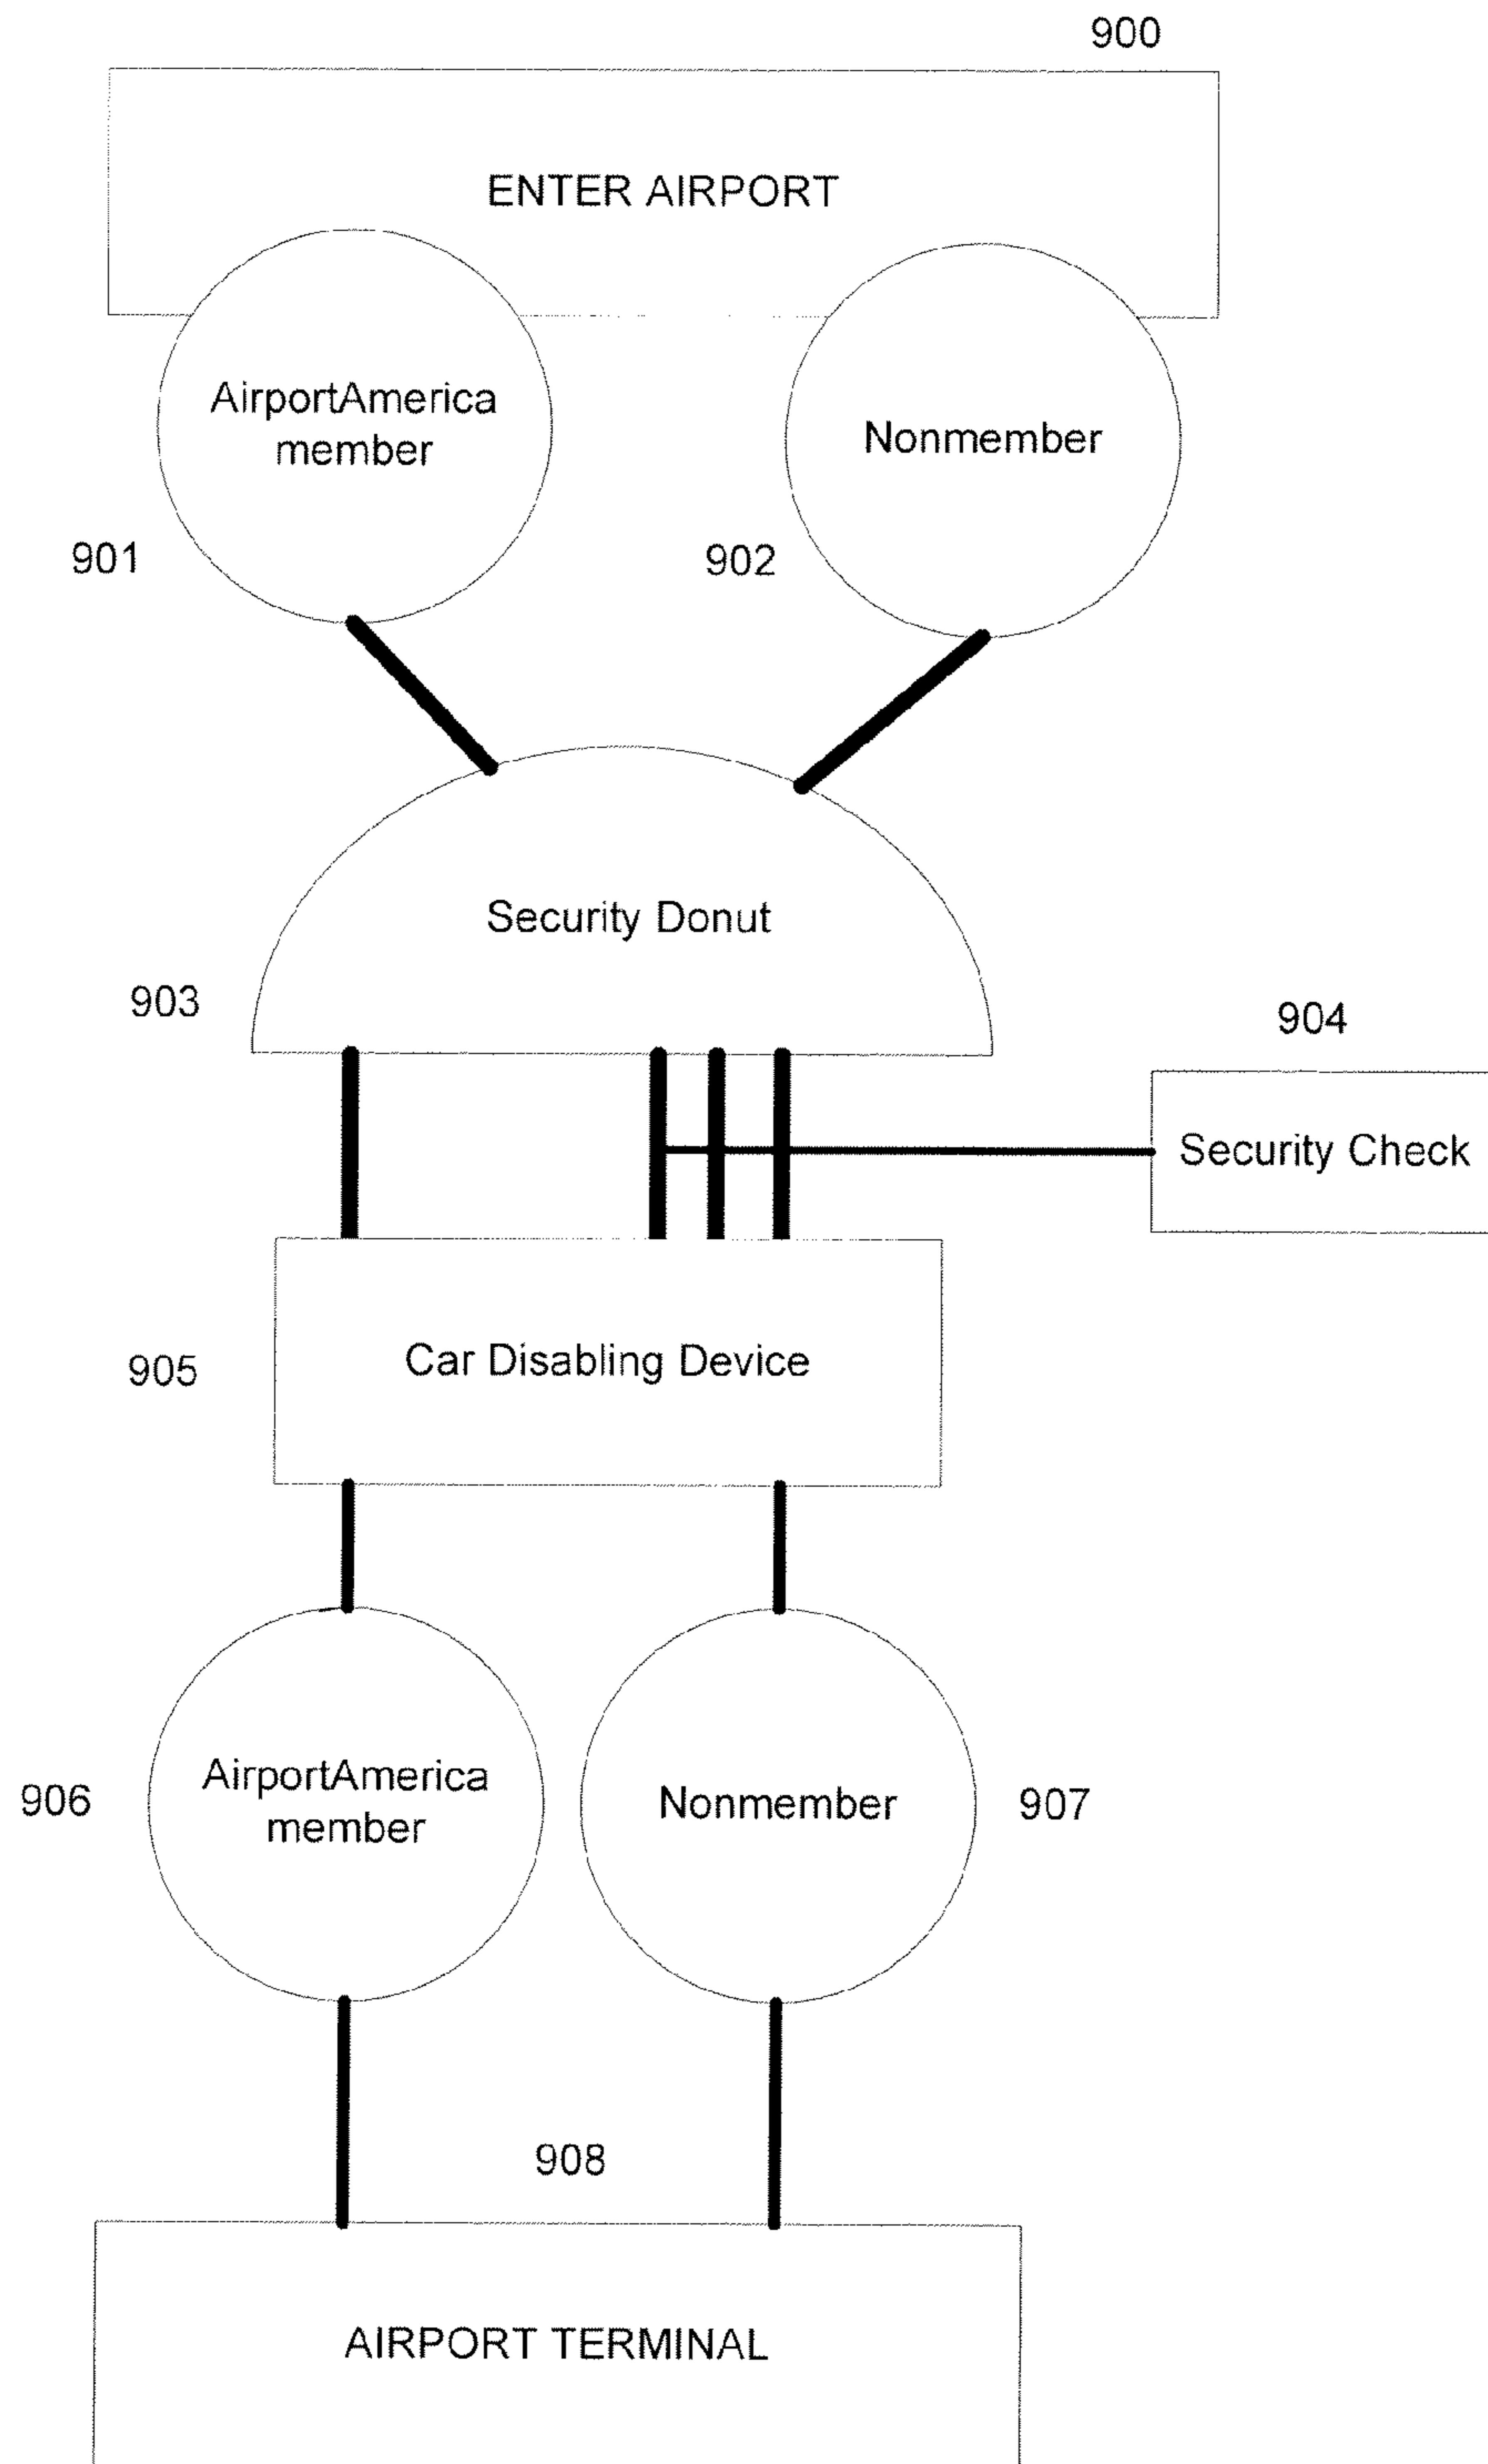 900
ENTER AIRPORT
AirportAmerica
member
Nonmember
901
902
Security Donut
903
904
Security Check
Car Disabling Device
905
AirportAmerica
member
906
Nonmember
907
908
AIRPORT TERMINAL